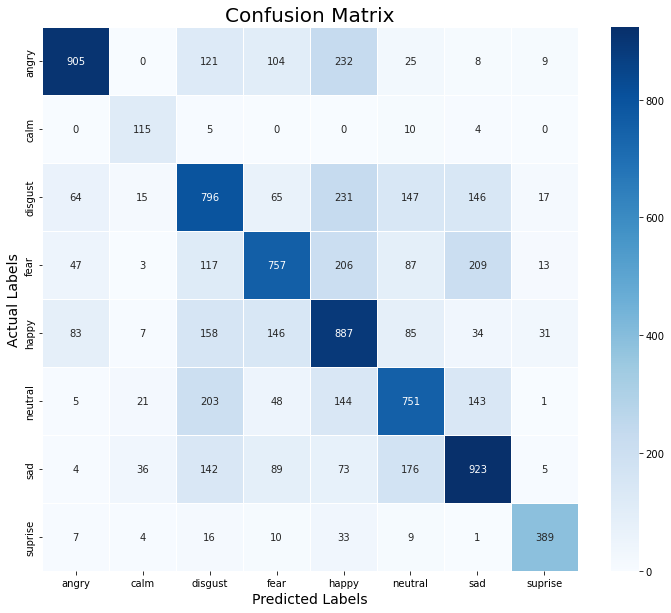 Confusion Matrix
angry 905 0 121 104 232 25 8 9
calm 0 115 5 0 0 10 4 0
disgust 64 15 796 65 231 147 146 17
fear 47 3 117 757 206 87 209 13
happy 83 7 158 146 887 85 34 31
neutral 5 21 203 48 144 751 143 1
sad 4 36 142 89 73 176 923 5
suprise 7 4 16 10 33 9 1 389
angry calm disgust fear happy neutral sad suprise
Predicted Labels
Actual Labels
800
600
400
200
0